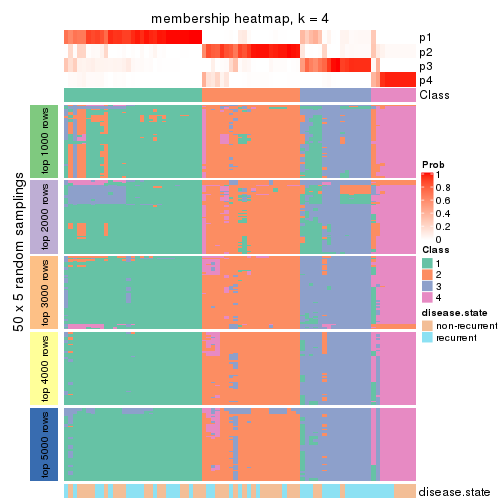 membership heatmap, k = 4
p1
p2
p3
p4
Class
50 x 5 random samplings
top 1000 rows
top 2000 rows
top 3000 rows
top 4000 rows
top 5000 rows
disease.state
Prob
1
0.8
0.6
0.4
0.2
0
Class
1
2
3
4
disease.state
non-recurrent
recurrent